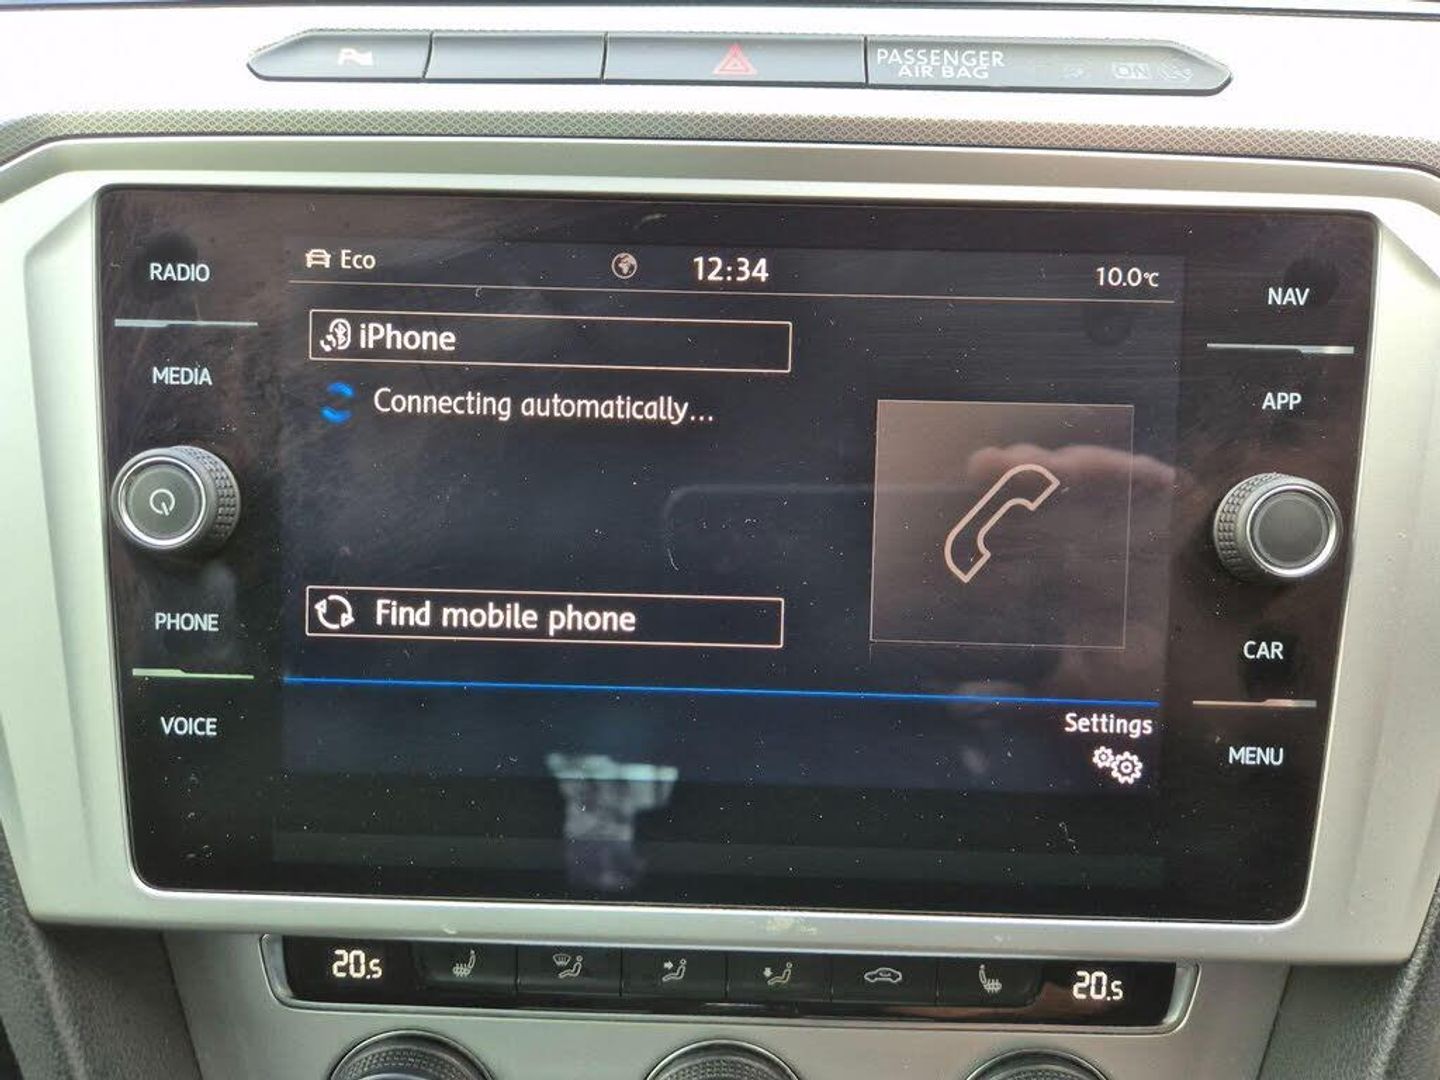 PASSENGER
AIR BAG
ON
RADIO
MEDIA
PHONE
VOICE
Eco
12:34
10.0°C
iPhone
Connecting automatically...
Find mobile phone
Settings
NAV
APP
CAR
MENU
20.5
20.5